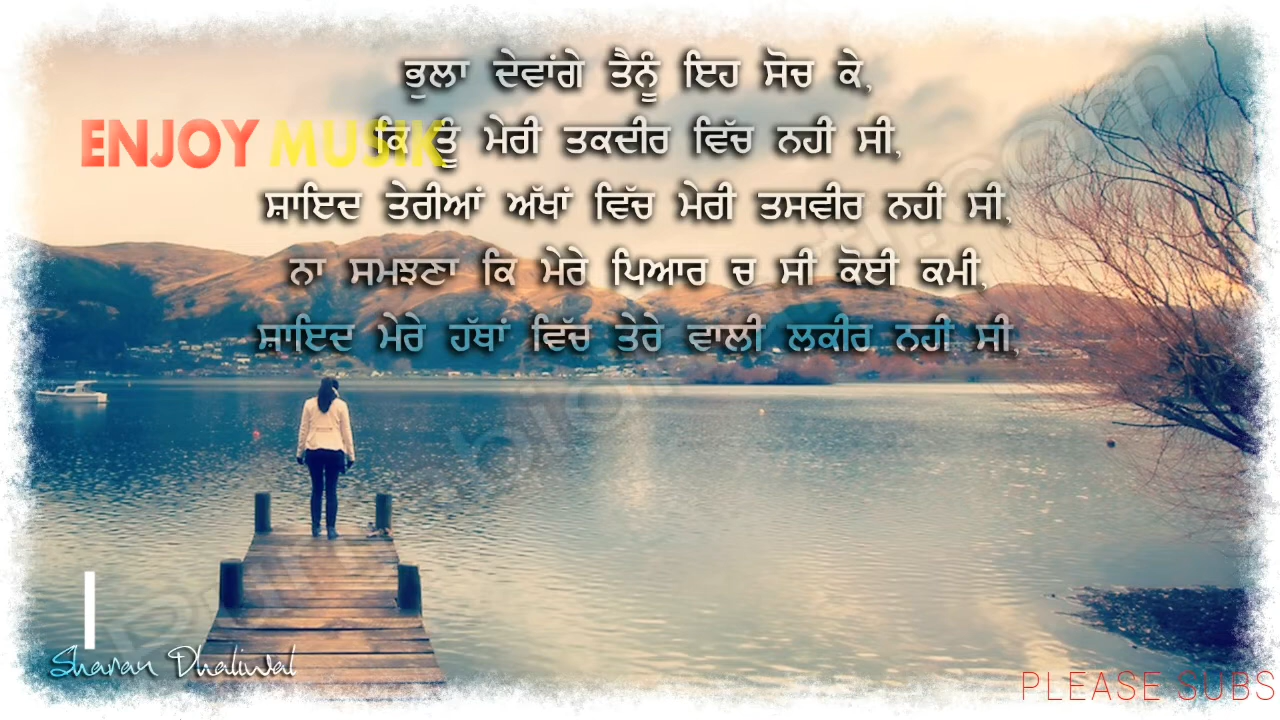 ਭੁਲਾ ਦੇਵਾਂਗੇ ਤੈਨੂੰ ਇਹ ਸੋਚ ਕੇ,
ENJOY MUSIK
ਕਿ ਤੂੰ ਮੇਰੀ ਤਕਦੀਰ ਵਿੱਚ ਨਹੀ ਸੀ,
ਸ਼ਾਇਦ ਤੇਰੀਆਂ ਅੱਖਾਂ ਵਿੱਚ ਮੇਰੀ ਤਸਵੀਰ ਨਹੀ ਸੀ,
ਨਾ ਸਮਝਣਾ ਕਿ ਮੇਰੇ ਪਿਆਰ ਚ ਸੀ ਕੋਈ ਕਮੀ,
ਸ਼ਾਇਦ ਮੇਰੇ ਹੱਥਾਂ ਵਿੱਚ ਤੇਰੇ ਵਾਲੀ ਲਕੀਰ ਨਹੀ ਸੀ,
Sharan Dhaliwal
PLEASE SUBS